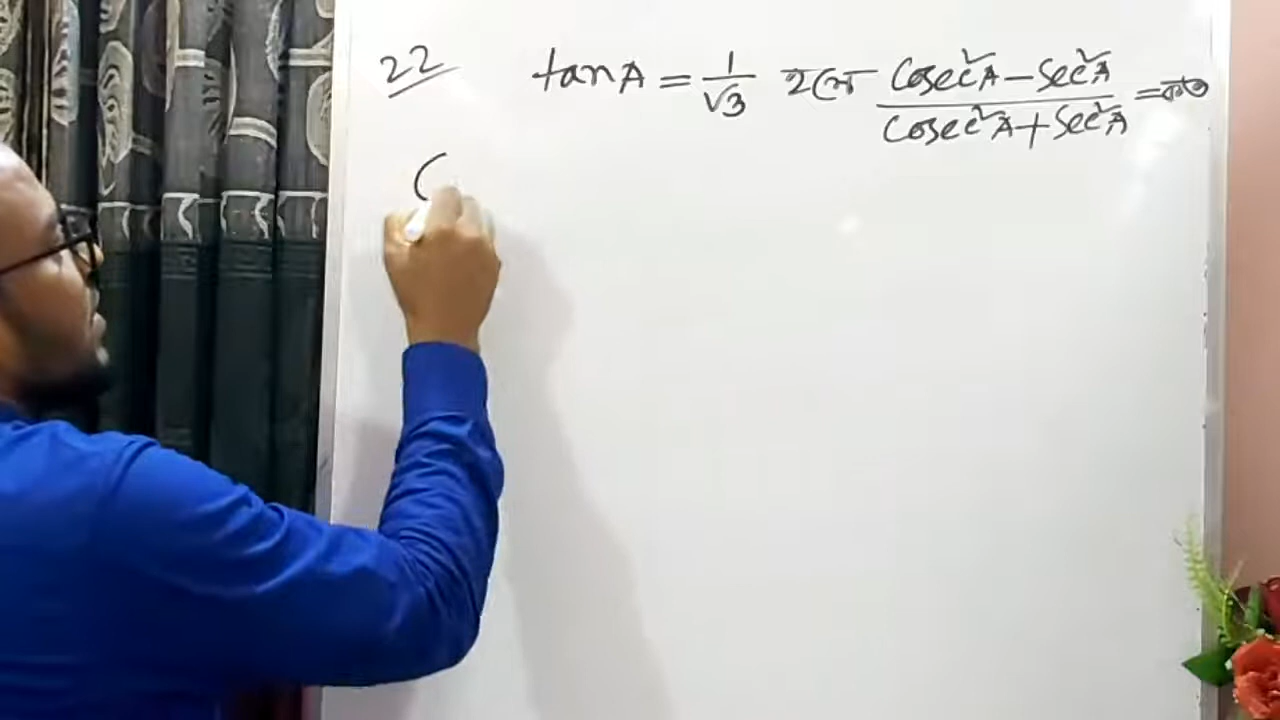 22 tanA = 1/√3 হলে (cosec²A − sec²A)/(cosec²A + sec²A) = কত
(